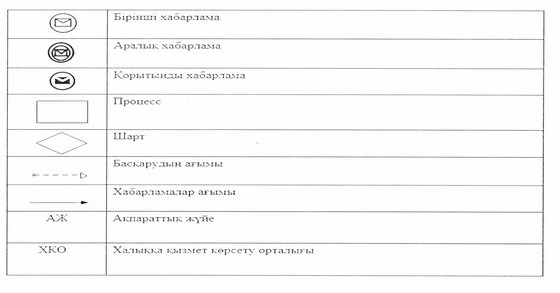 Бірінші хабарлама
Аралық хабарлама
Қорытынды хабарлама
Процесс
Шарт
Басқарудың ағымы
Хабарламалар ағымы
АЖ Ақпараттық жүйе
ХКО Халыққа қызмет көрсету орталығы